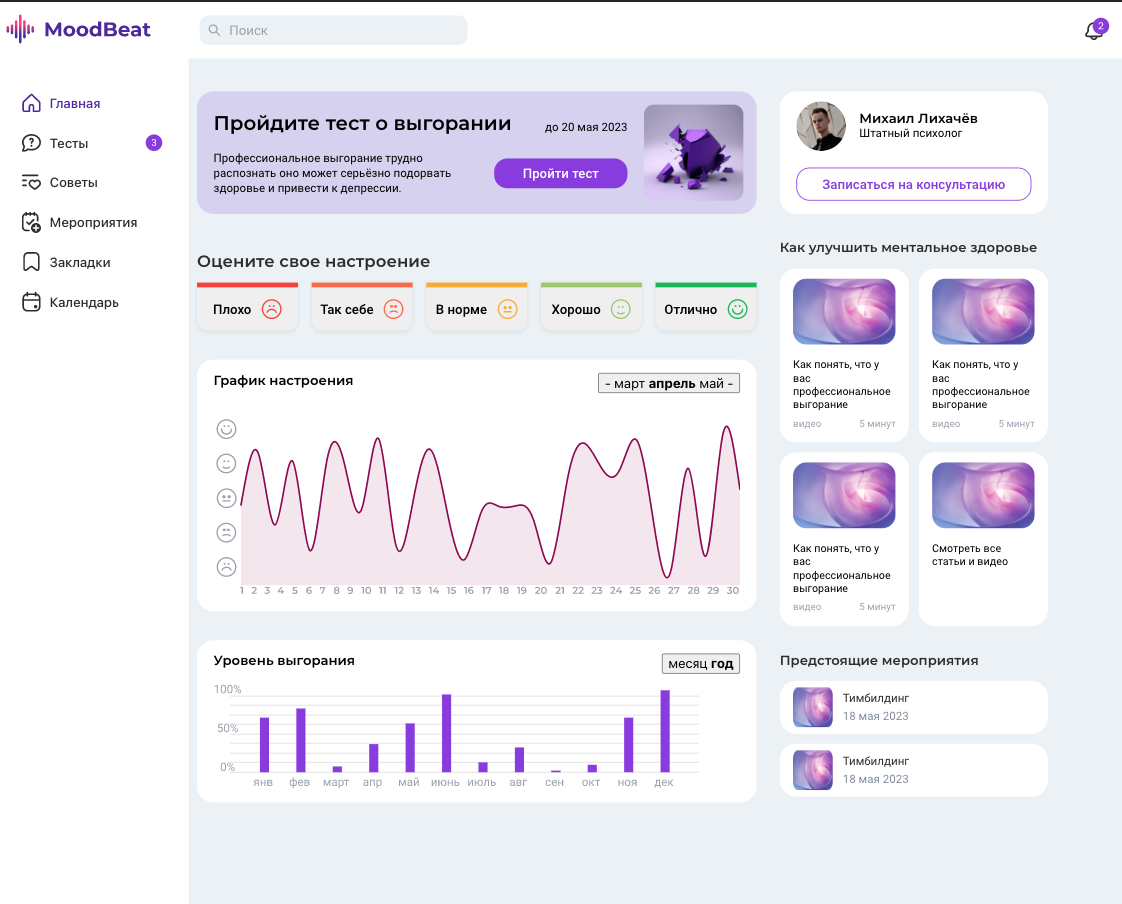 MoodBeat
Поиск
2
Главная
Тесты
3
Советы
Мероприятия
Закладки
Календарь
Пройдите тест о выгорании
до 20 мая 2023
Профессиональное выгорание трудно
распознать оно может серьёзно подорвать
здоровье и привести к депрессии.
Пройти тест
Оцените свое настроение
Плохо
Так себе
В норме
Хорошо
Отлично
График настроения
- март апрель май -
1 2 3 4 5 6 7 8 9 10 11 12 13 14 15 16 17 18 19 20 21 22 23 24 25 26 27 28 29 30
Уровень выгорания
месяц год
100%
50%
0%
янв фев март апр май июнь июль авг сен окт ноя дек
Михаил Лихачёв
Штатный психолог
Записаться на консультацию
Как улучшить ментальное здоровье
Как понять, что у
вас
профессиональное
выгорание
видео 5 минут
Как понять, что у
вас
профессиональное
выгорание
видео 5 минут
Как понять, что у
вас
профессиональное
выгорание
видео 5 минут
Смотреть все
статьи и видео
Предстоящие мероприятия
Тимбилдинг
18 мая 2023
Тимбилдинг
18 мая 2023